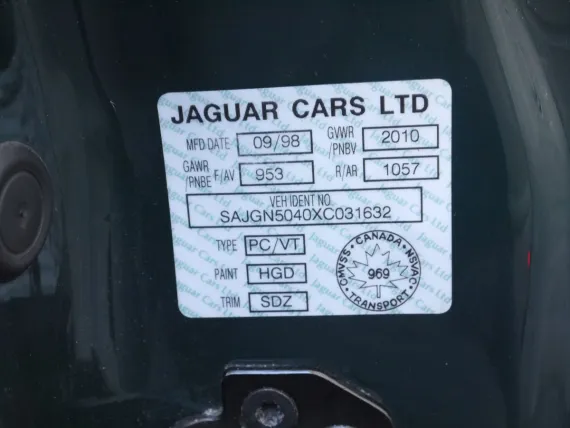 JAGUAR CARS LTD
MFD DATE 09/98 GVWR /PNBV 2010
GAWR /PNBE F/AV 953 R/AR 1057
VEH IDENT NO.
SAJGN5040XC031632
TYPE PC/VT
PAINT HGD
TRIM SDZ
CMVSS · CANADA · NSVAC
969
TRANSPORT